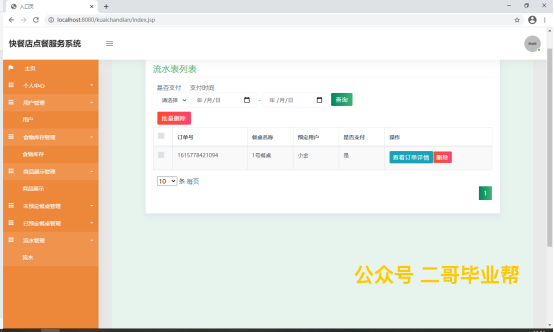 入口页
localhost:8080/kuaichandian/Index.jsp
快餐店点餐服务系统
主页
个人中心
用户管理
用户
食物库存管理
食物库存
商品展示管理
商品展示
未预定餐桌管理
已预定餐桌管理
流水管理
流水
流水表列表
是否支付 支付时间
请选择 年 /月/日 - 年 /月/日 查询
批量删除
订单号 餐桌名称 预定用户 是否支付 操作
1615778421094 1号餐桌 小金 是 查看订单详情 删除
10 条 每页
1
公众号 二哥毕业帮